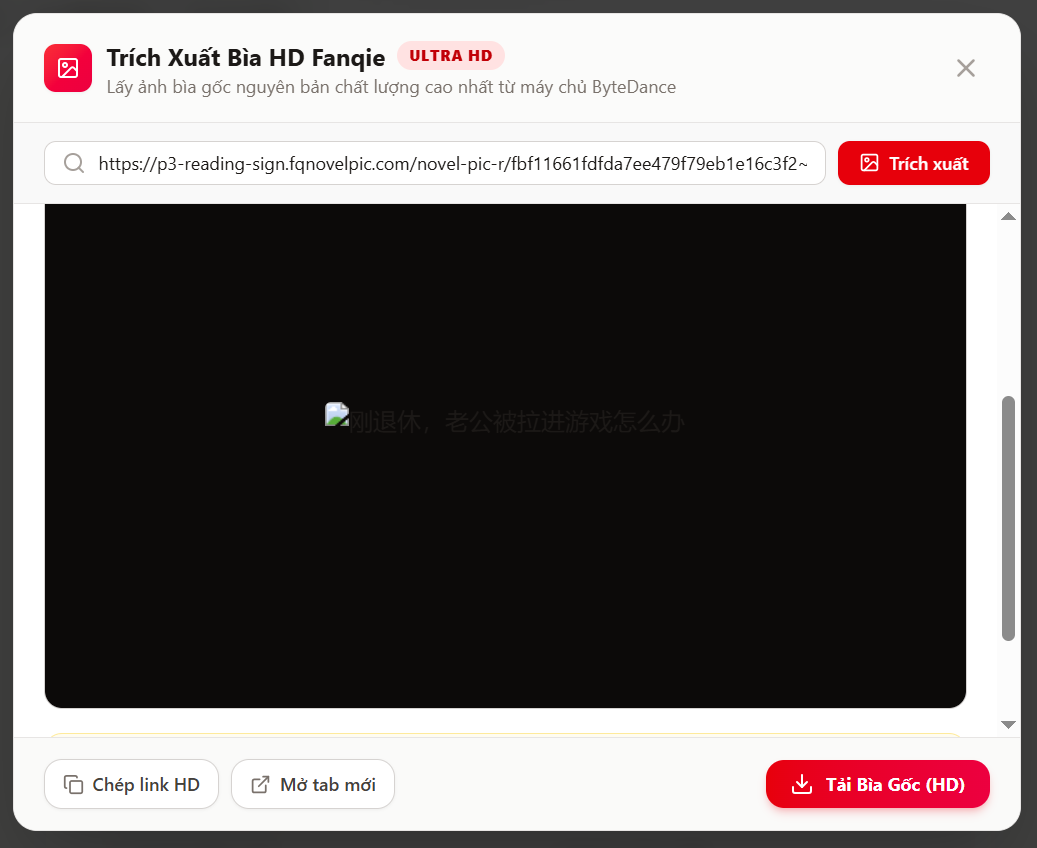 Trích Xuất Bìa HD Fanqie ULTRA HD
Lấy ảnh bìa gốc nguyên bản chất lượng cao nhất từ máy chủ ByteDance
https://p3-reading-sign.fqnovelpic.com/novel-pic-r/fbf11661fdfda7ee479f79eb1e16c3f2~
Trích xuất
刚退休，老公被拉进游戏怎么办
Chép link HD
Mở tab mới
Tải Bìa Gốc (HD)